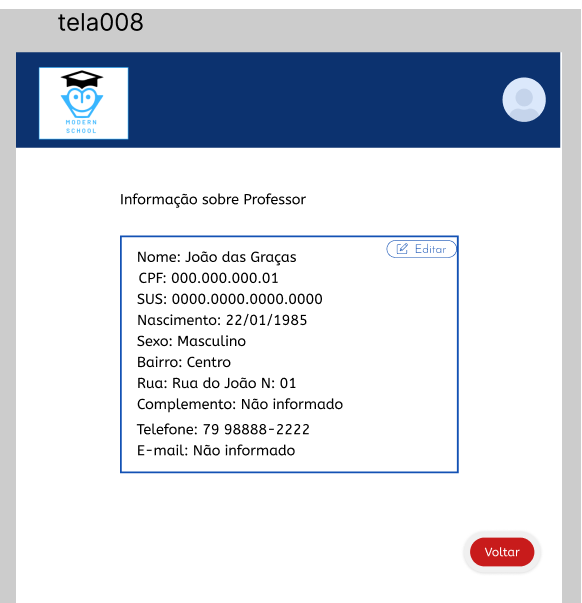 tela008
MODERN
SCHOOL
Informação sobre Professor
Editar
Nome: João das Graças
CPF: 000.000.000.01
SUS: 0000.0000.0000.0000
Nascimento: 22/01/1985
Sexo: Masculino
Bairro: Centro
Rua: Rua do João N: 01
Complemento: Não informado
Telefone: 79 98888-2222
E-mail: Não informado
Voltar